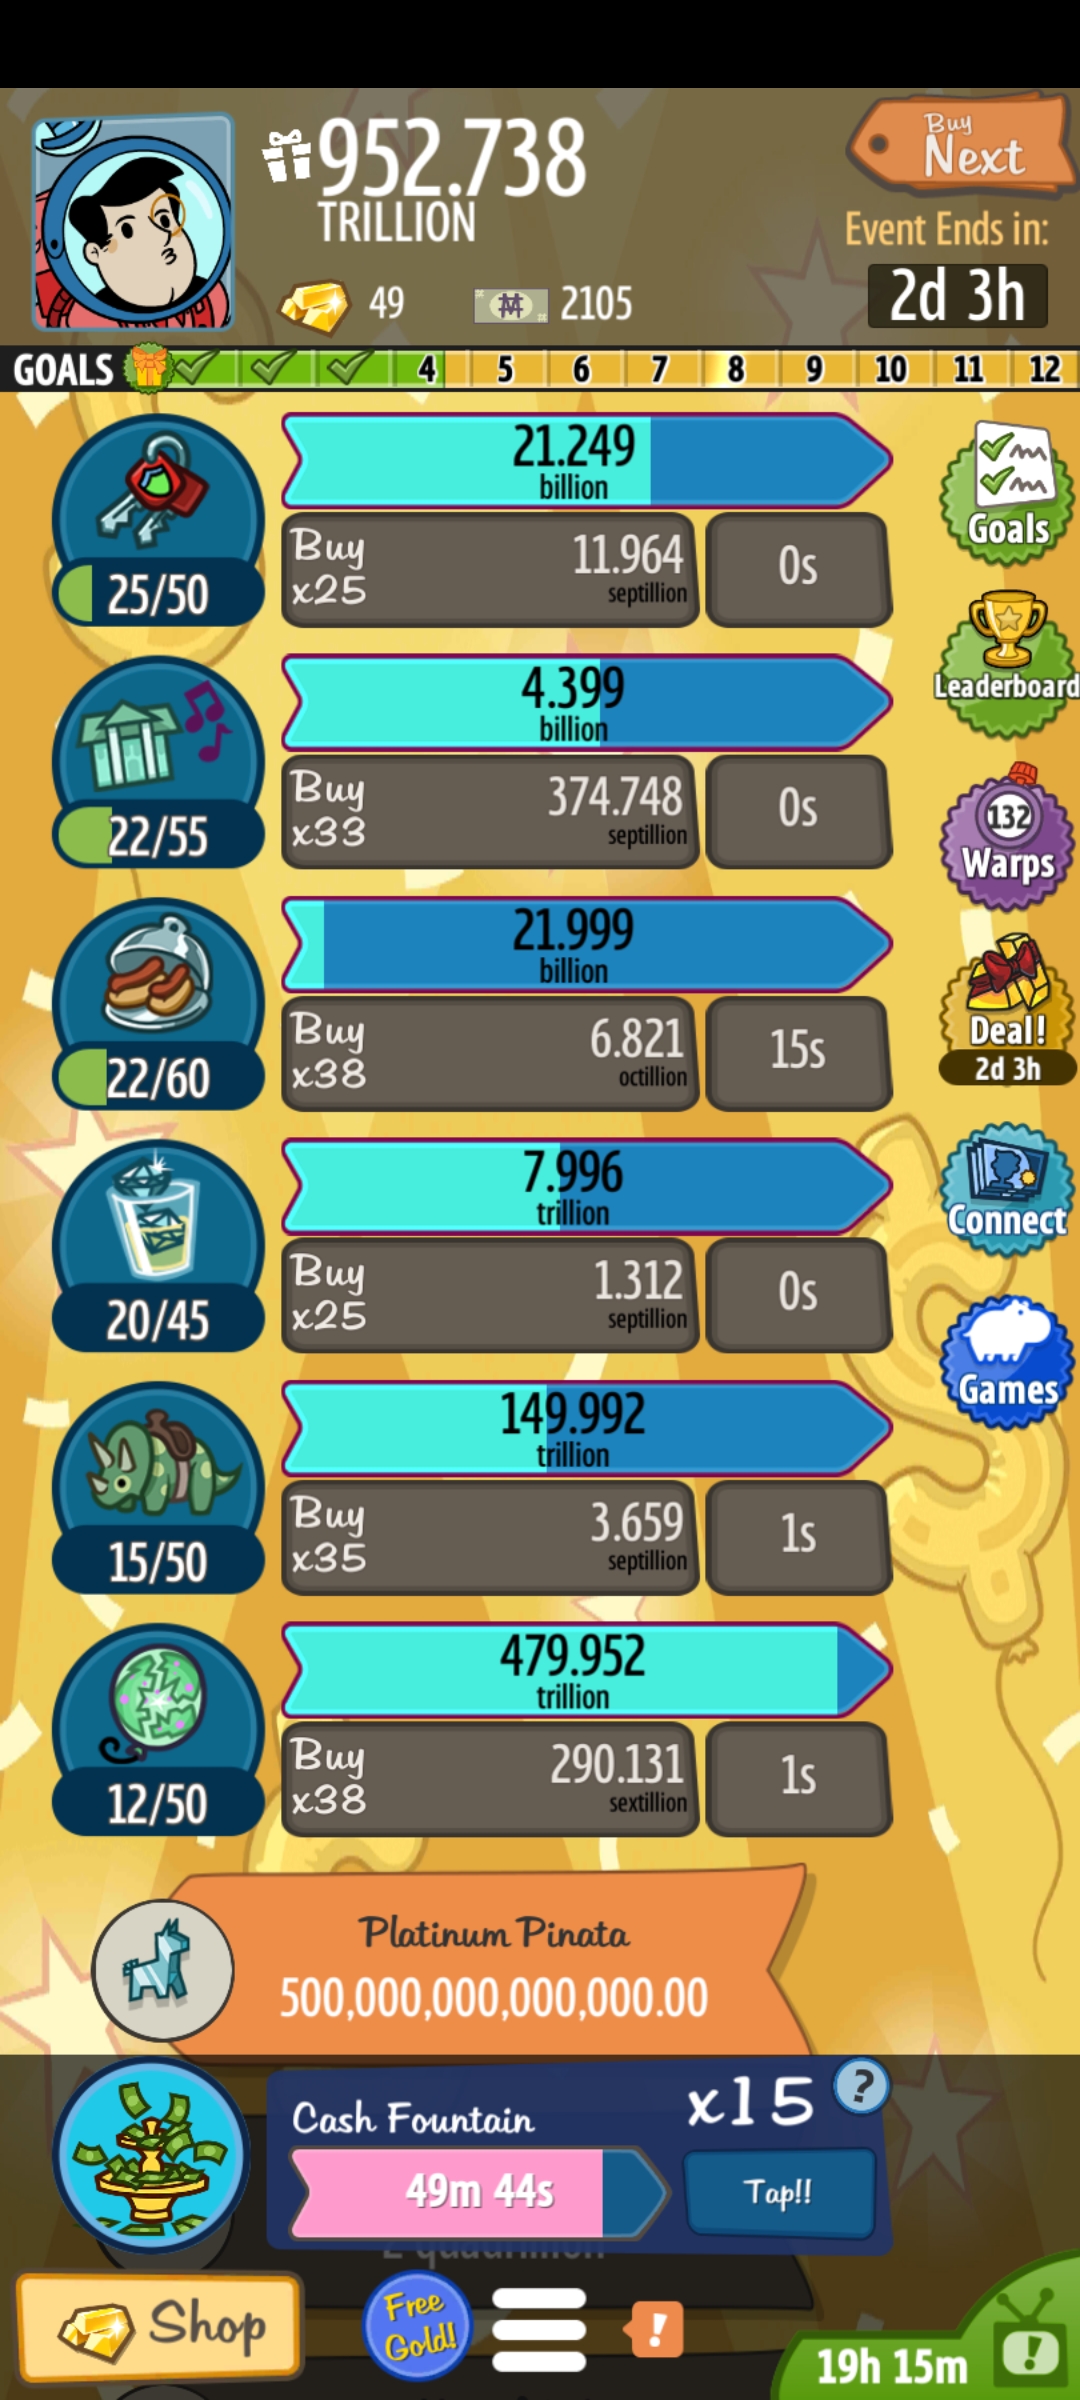 952.738
TRILLION
49
2105
Buy
Next
Event Ends in:
2d 3h
GOALS 4 5 6 7 8 9 10 11 12
21.249
billion
Buy
x25
11.964
septillion
0s
25/50
4.399
billion
Buy
x33
374.748
septillion
0s
22/55
21.999
billion
Buy
x38
6.821
octillion
15s
22/60
7.996
trillion
Buy
x25
1.312
septillion
0s
20/45
149.992
trillion
Buy
x35
3.659
septillion
1s
15/50
479.952
trillion
Buy
x38
290.131
sextillion
1s
12/50
Goals
Leaderboard
132
Warps
Deal!
2d 3h
Connect
Games
Platinum Pinata
500,000,000,000,000.00
Cash Fountain
x15
?
49m 44s
Tap!!
2 quadrillion
Shop
Free
Gold!
!
19h 15m
!